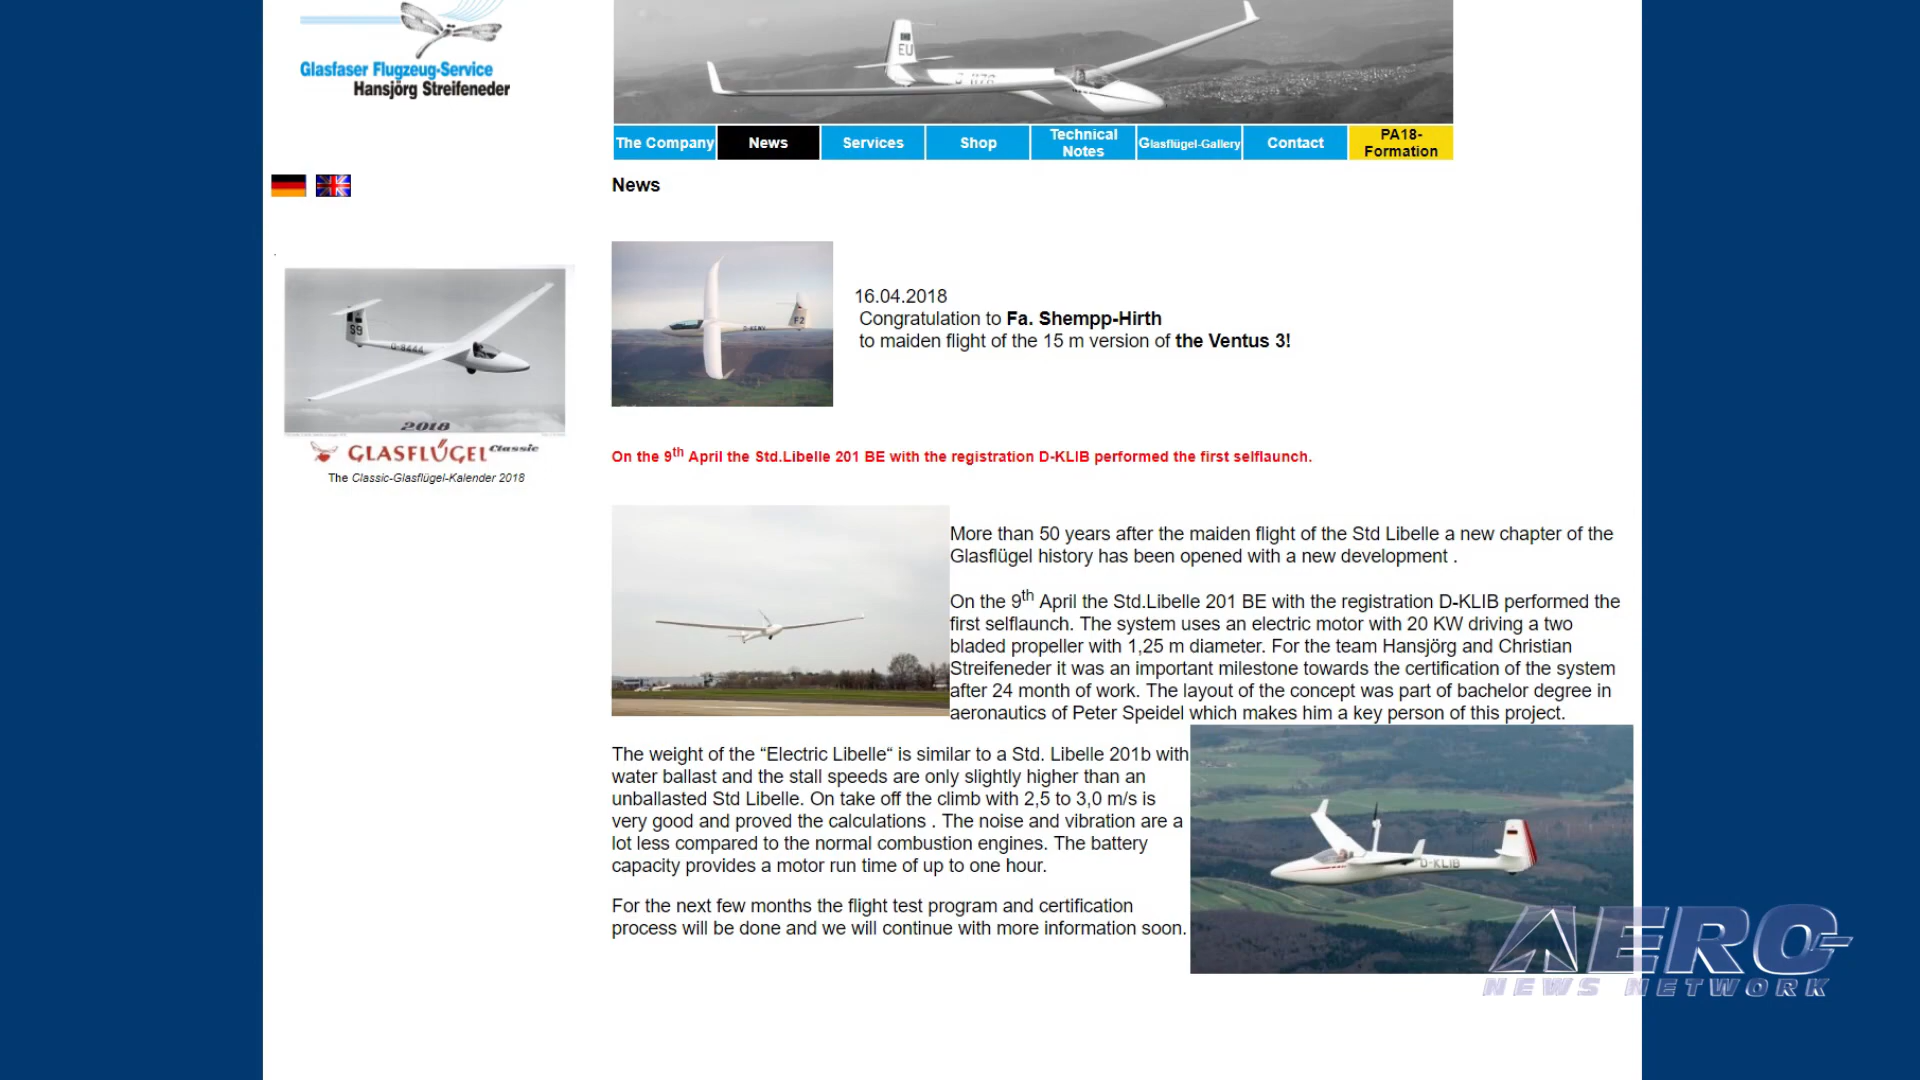 Glasfaser Flugzeug-Service
Hansjörg Streifeneder
EU
The Company
News
Services
Shop
Technical Notes
Glasflügel-Gallery
Contact
PA18-Formation
News
S9
2018
GLASFLÜGEL Classic
The Classic-Glasflügel-Kalender 2018
F2
16.04.2018
Congratulation to Fa. Shempp-Hirth
to maiden flight of the 15 m version of the Ventus 3!
On the 9th April the Std.Libelle 201 BE with the registration D-KLIB performed the first selflaunch.
More than 50 years after the maiden flight of the Std Libelle a new chapter of the
Glasflügel history has been opened with a new development .
On the 9th April the Std.Libelle 201 BE with the registration D-KLIB performed the
first selflaunch. The system uses an electric motor with 20 KW driving a two
bladed propeller with 1,25 m diameter. For the team Hansjörg and Christian
Streifeneder it was an important milestone towards the certification of the system
after 24 month of work. The layout of the concept was part of bachelor degree in
aeronautics of Peter Speidel which makes him a key person of this project.
The weight of the “Electric Libelle“ is similar to a Std. Libelle 201b with
water ballast and the stall speeds are only slightly higher than an
unballasted Std Libelle. On take off the climb with 2,5 to 3,0 m/s is
very good and proved the calculations . The noise and vibration are a
lot less compared to the normal combustion engines. The battery
capacity provides a motor run time of up to one hour.
For the next few months the flight test program and certification
process will be done and we will continue with more information soon.
D-KLIB
AERO-
NEWS NETWORK